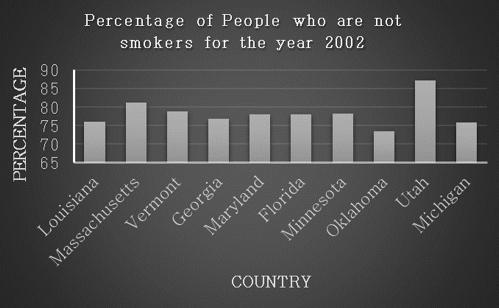 Percentage of People who are not
smokers for the year 2002
PERCENTAGE
90
85
80
75
70
65
Louisiana
Massachusetts
Vermont
Georgia
Maryland
Florida
Minnesota
Oklahoma
Utah
Michigan
COUNTRY